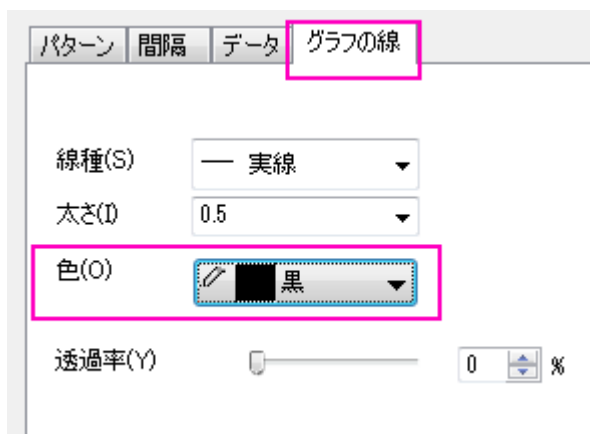 パターン 間隔 データ グラフの線
線種(S) 実線
太さ(I) 0.5
色(O) 黒
透過率(Y) 0 %